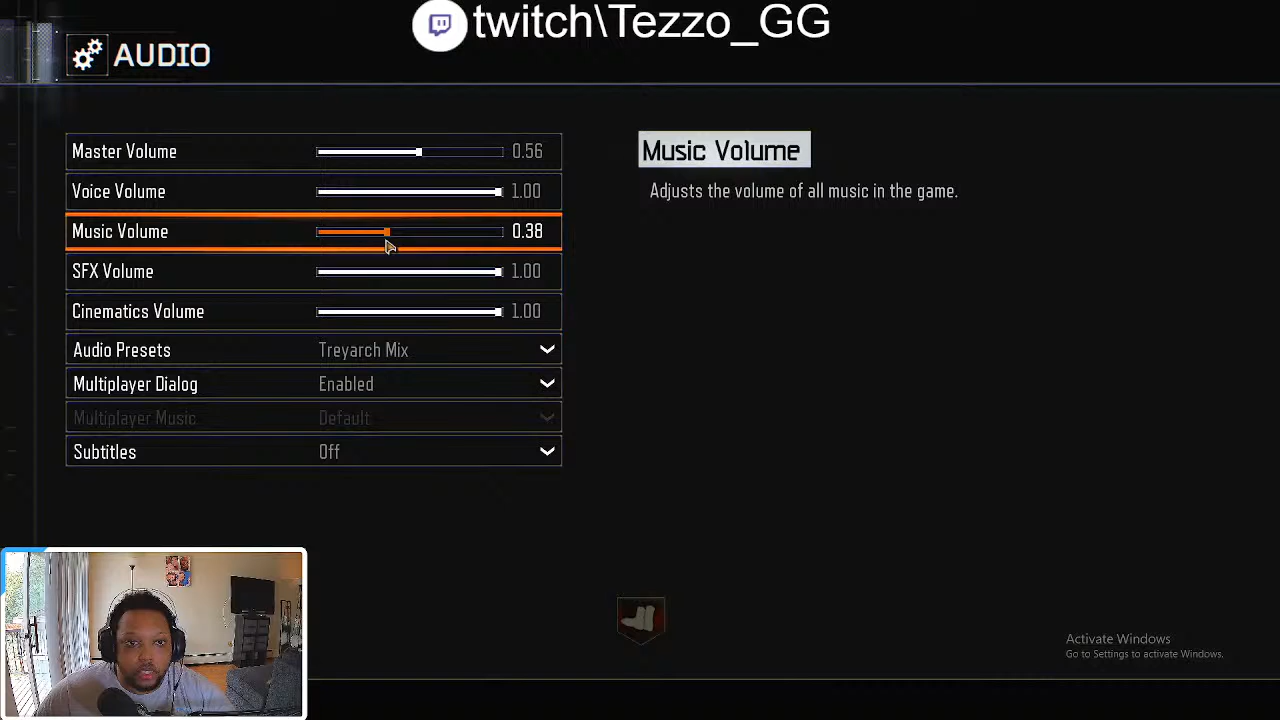 twitch\Tezzo_GG
AUDIO
Master Volume 0.56
Voice Volume 1.00
Music Volume 0.38
SFX Volume 1.00
Cinematics Volume 1.00
Audio Presets Treyarch Mix
Multiplayer Dialog Enabled
Multiplayer Music Default
Subtitles Off
Music Volume
Adjusts the volume of all music in the game.
Activate Windows
Go to Settings to activate Windows.